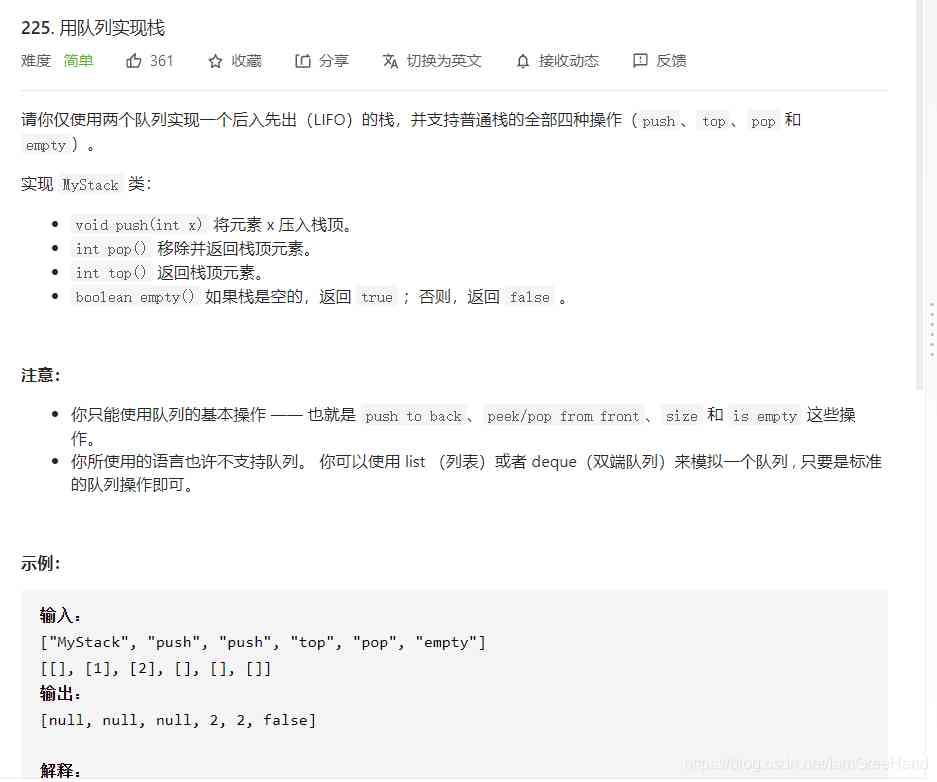 225. 用队列实现栈
难度 简单 361 收藏 分享 切换为英文 接收动态 反馈
请你仅使用两个队列实现一个后入先出（LIFO）的栈，并支持普通栈的全部四种操作（push、top、pop 和
empty）。
实现 MyStack 类：
void push(int x) 将元素 x 压入栈顶。
int pop() 移除并返回栈顶元素。
int top() 返回栈顶元素。
boolean empty() 如果栈是空的，返回 true ；否则，返回 false 。
注意：
你只能使用队列的基本操作 —— 也就是 push to back、peek/pop from front、size 和 is empty 这些操
作。
你所使用的语言也许不支持队列。 你可以使用 list （列表）或者 deque（双端队列）来模拟一个队列 , 只要是标准
的队列操作即可。
示例：
输入：
["MyStack", "push", "push", "top", "pop", "empty"]
[[], [1], [2], [], [], []]
输出：
[null, null, null, 2, 2, false]
解释：
https://blog.csdn.net/IamGreeHand